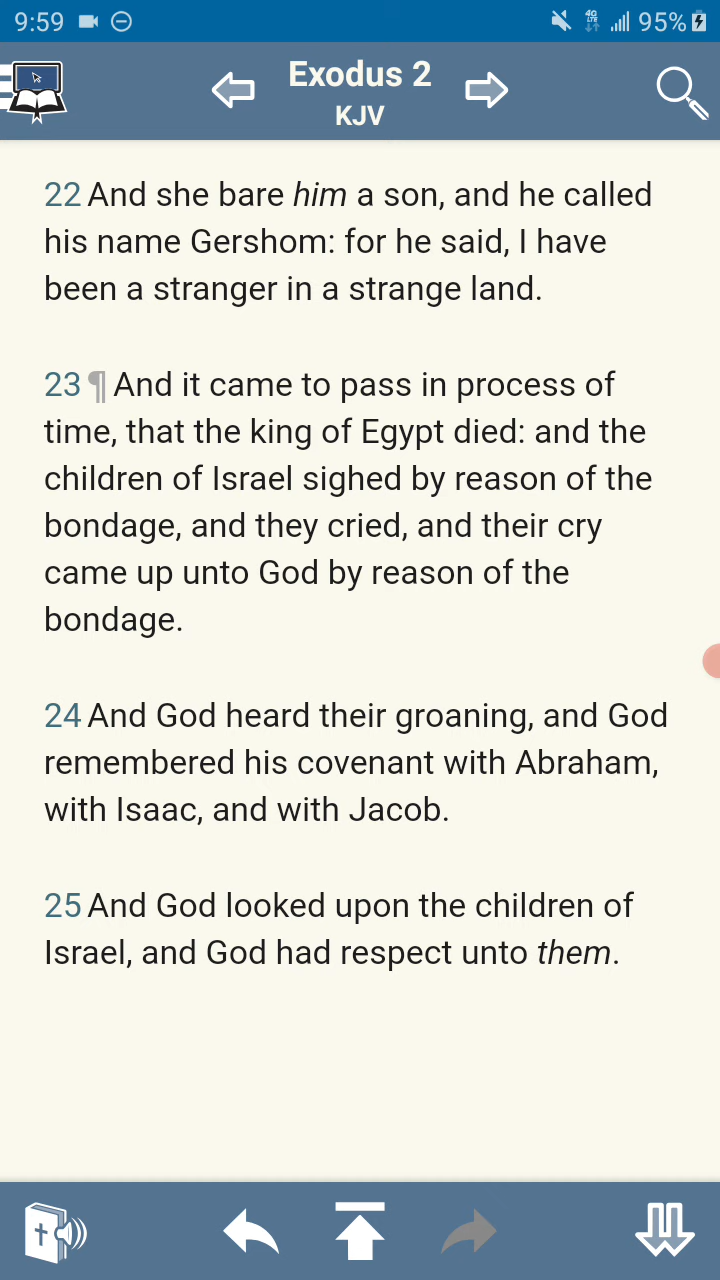 9:59
4G LTE
95%
Exodus 2
KJV
22 And she bare him a son, and he called
his name Gershom: for he said, I have
been a stranger in a strange land.
23 ¶ And it came to pass in process of
time, that the king of Egypt died: and the
children of Israel sighed by reason of the
bondage, and they cried, and their cry
came up unto God by reason of the
bondage.
24 And God heard their groaning, and God
remembered his covenant with Abraham,
with Isaac, and with Jacob.
25 And God looked upon the children of
Israel, and God had respect unto them.